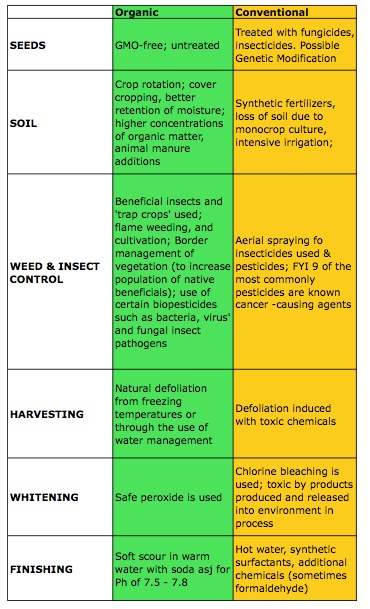 Organic Conventional
SEEDS
GMO-free; untreated
Treated with fungicides,
insecticides. Possible
Genetic Modification
SOIL
Crop rotation; cover
cropping, better
retention of moisture;
higher concentrations
of organic matter,
animal manure
additions
Synthetic fertilizers,
loss of soil due to
monocrop culture,
intensive irrigation;
WEED & INSECT
CONTROL
Beneficial insects and
'trap crops' used;
flame weeding, and
cultivation; Border
management of
vegetation (to increase
population of native
beneficials); use of
certain biopesticides
such as bacteria, virus'
and fungal insect
pathogens
Aerial spraying fo
insecticides used &
pesticides; FYI 9 of the
most commonly
pesticides are known
cancer -causing agents
HARVESTING
Natural defoliation
from freezing
temperatures or
through the use of
water management
Defoliation induced
with toxic chemicals
WHITENING
Safe peroxide is used
Chlorine bleaching is
used; toxic by products
produced and released
into environment in
process
FINISHING
Soft scour in warm
water with soda asj for
Ph of 7.5 - 7.8
Hot water, synthetic
surfactants, additional
chemicals (sometimes
formaldehyde)